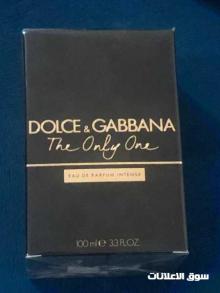 DOLCE & GABBANA
The Only One
EAU DE PARFUM INTENSE
100 ml ℮ 3.3 FL.OZ.
سوق الاعلانات